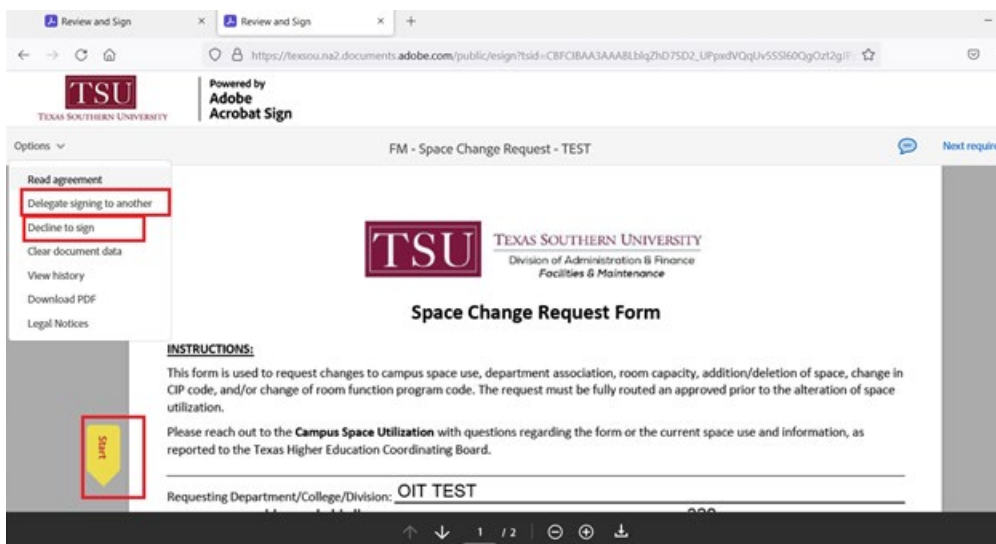 Review and Sign
Review and Sign
https://texsou.na2.documents.adobe.com/public/esign?tsid=
TSU
TEXAS SOUTHERN UNIVERSITY
Powered by
Adobe
Acrobat Sign
Options
FM - Space Change Request - TEST
Next requir
Read agreement
Delegate signing to another
Decline to sign
Clear document data
View history
Download PDF
Legal Notices
TSU
TEXAS SOUTHERN UNIVERSITY
Division of Administration & Finance
Facilities & Maintenance
Space Change Request Form
INSTRUCTIONS:
This form is used to request changes to campus space use, department association, room capacity, addition/deletion of space, change in
CIP code, and/or change of room function program code. The request must be fully routed an approved prior to the alteration of space
utilization.
Please reach out to the Campus Space Utilization with questions regarding the form or the current space use and information, as
reported to the Texas Higher Education Coordinating Board.
Start
Requesting Department/College/Division: OIT TEST
1 / 2